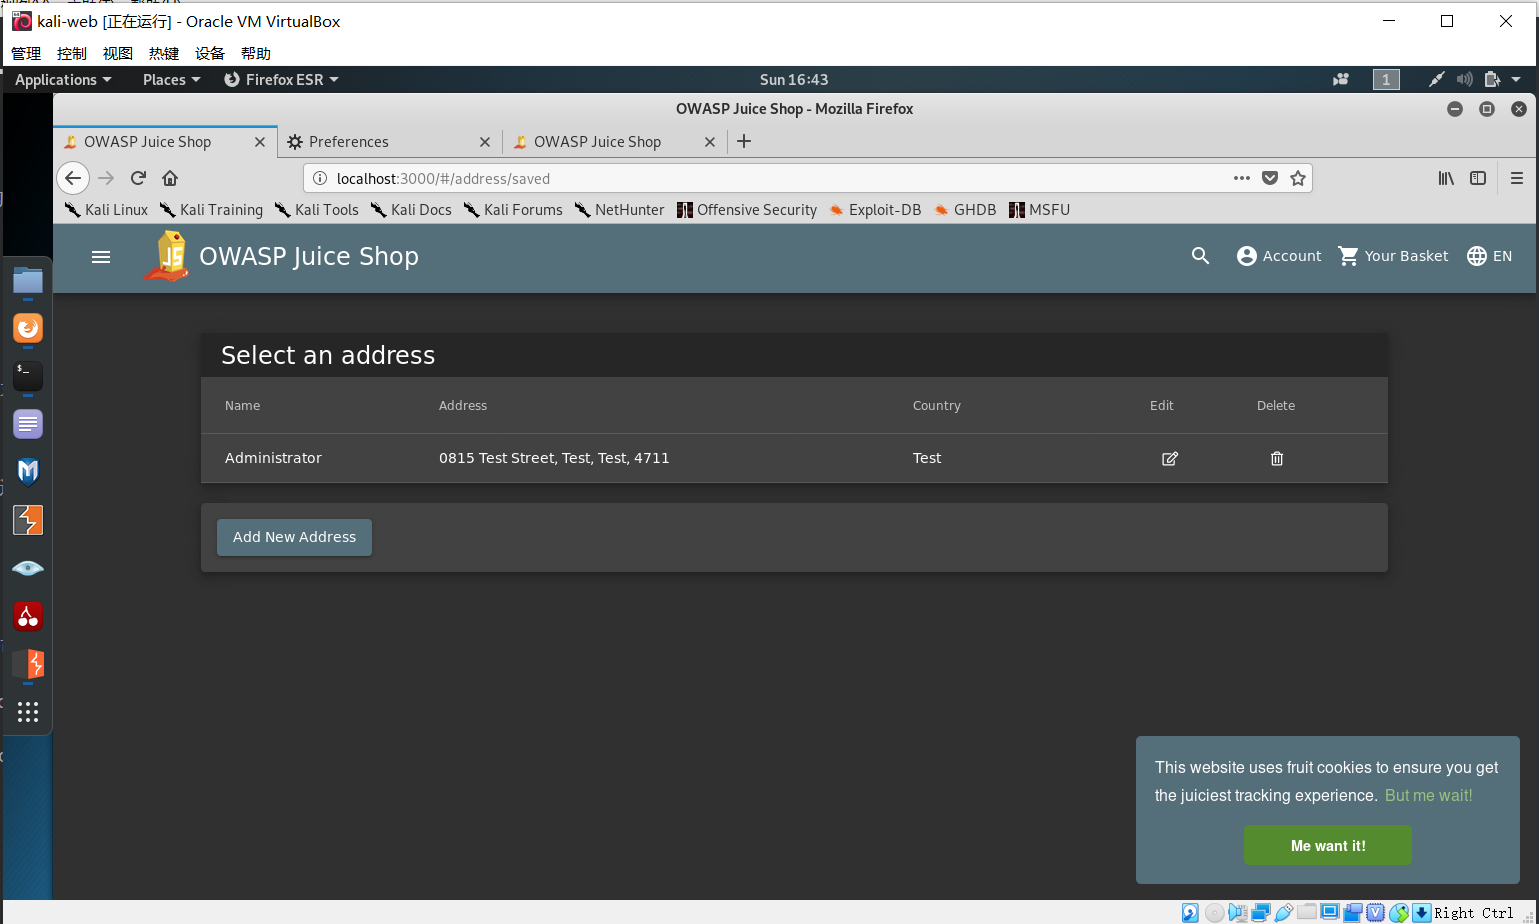 kali-web [正在运行] - Oracle VM VirtualBox
管理 控制 视图 热键 设备 帮助
Applications Places Firefox ESR Sun 16:43 1
OWASP Juice Shop - Mozilla Firefox
OWASP Juice Shop Preferences OWASP Juice Shop
localhost:3000/#/address/saved
Kali Linux Kali Training Kali Tools Kali Docs Kali Forums NetHunter Offensive Security Exploit-DB GHDB MSFU
JS OWASP Juice Shop Account Your Basket EN
Select an address
Name Address Country Edit Delete
Administrator 0815 Test Street, Test, Test, 4711 Test
Add New Address
This website uses fruit cookies to ensure you get
the juiciest tracking experience. But me wait!
Me want it!
Right Ctrl